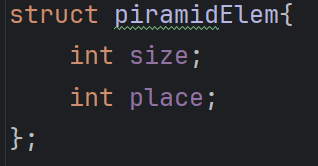 struct piramidElem{
    int size;
    int place;
};